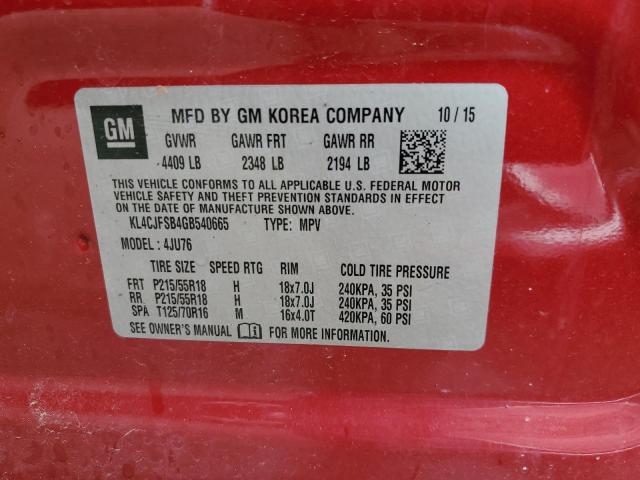 GM MFD BY GM KOREA COMPANY 10/15
GVWR GAWR FRT GAWR RR
4409 LB 2348 LB 2194 LB
THIS VEHICLE CONFORMS TO ALL APPLICABLE U.S. FEDERAL MOTOR
VEHICLE SAFETY AND THEFT PREVENTION STANDARDS IN EFFECT
ON THE DATE OF MANUFACTURE SHOWN ABOVE.
KL4CJFSB4GB540665 TYPE: MPV
MODEL: 4JU76
TIRE SIZE SPEED RTG RIM COLD TIRE PRESSURE
FRT P215/55R18 H 18x7.0J 240KPA, 35 PSI
RR P215/55R18 H 18x7.0J 240KPA, 35 PSI
SPA T125/70R16 M 16x4.0T 420KPA, 60 PSI
SEE OWNER'S MANUAL FOR MORE INFORMATION.